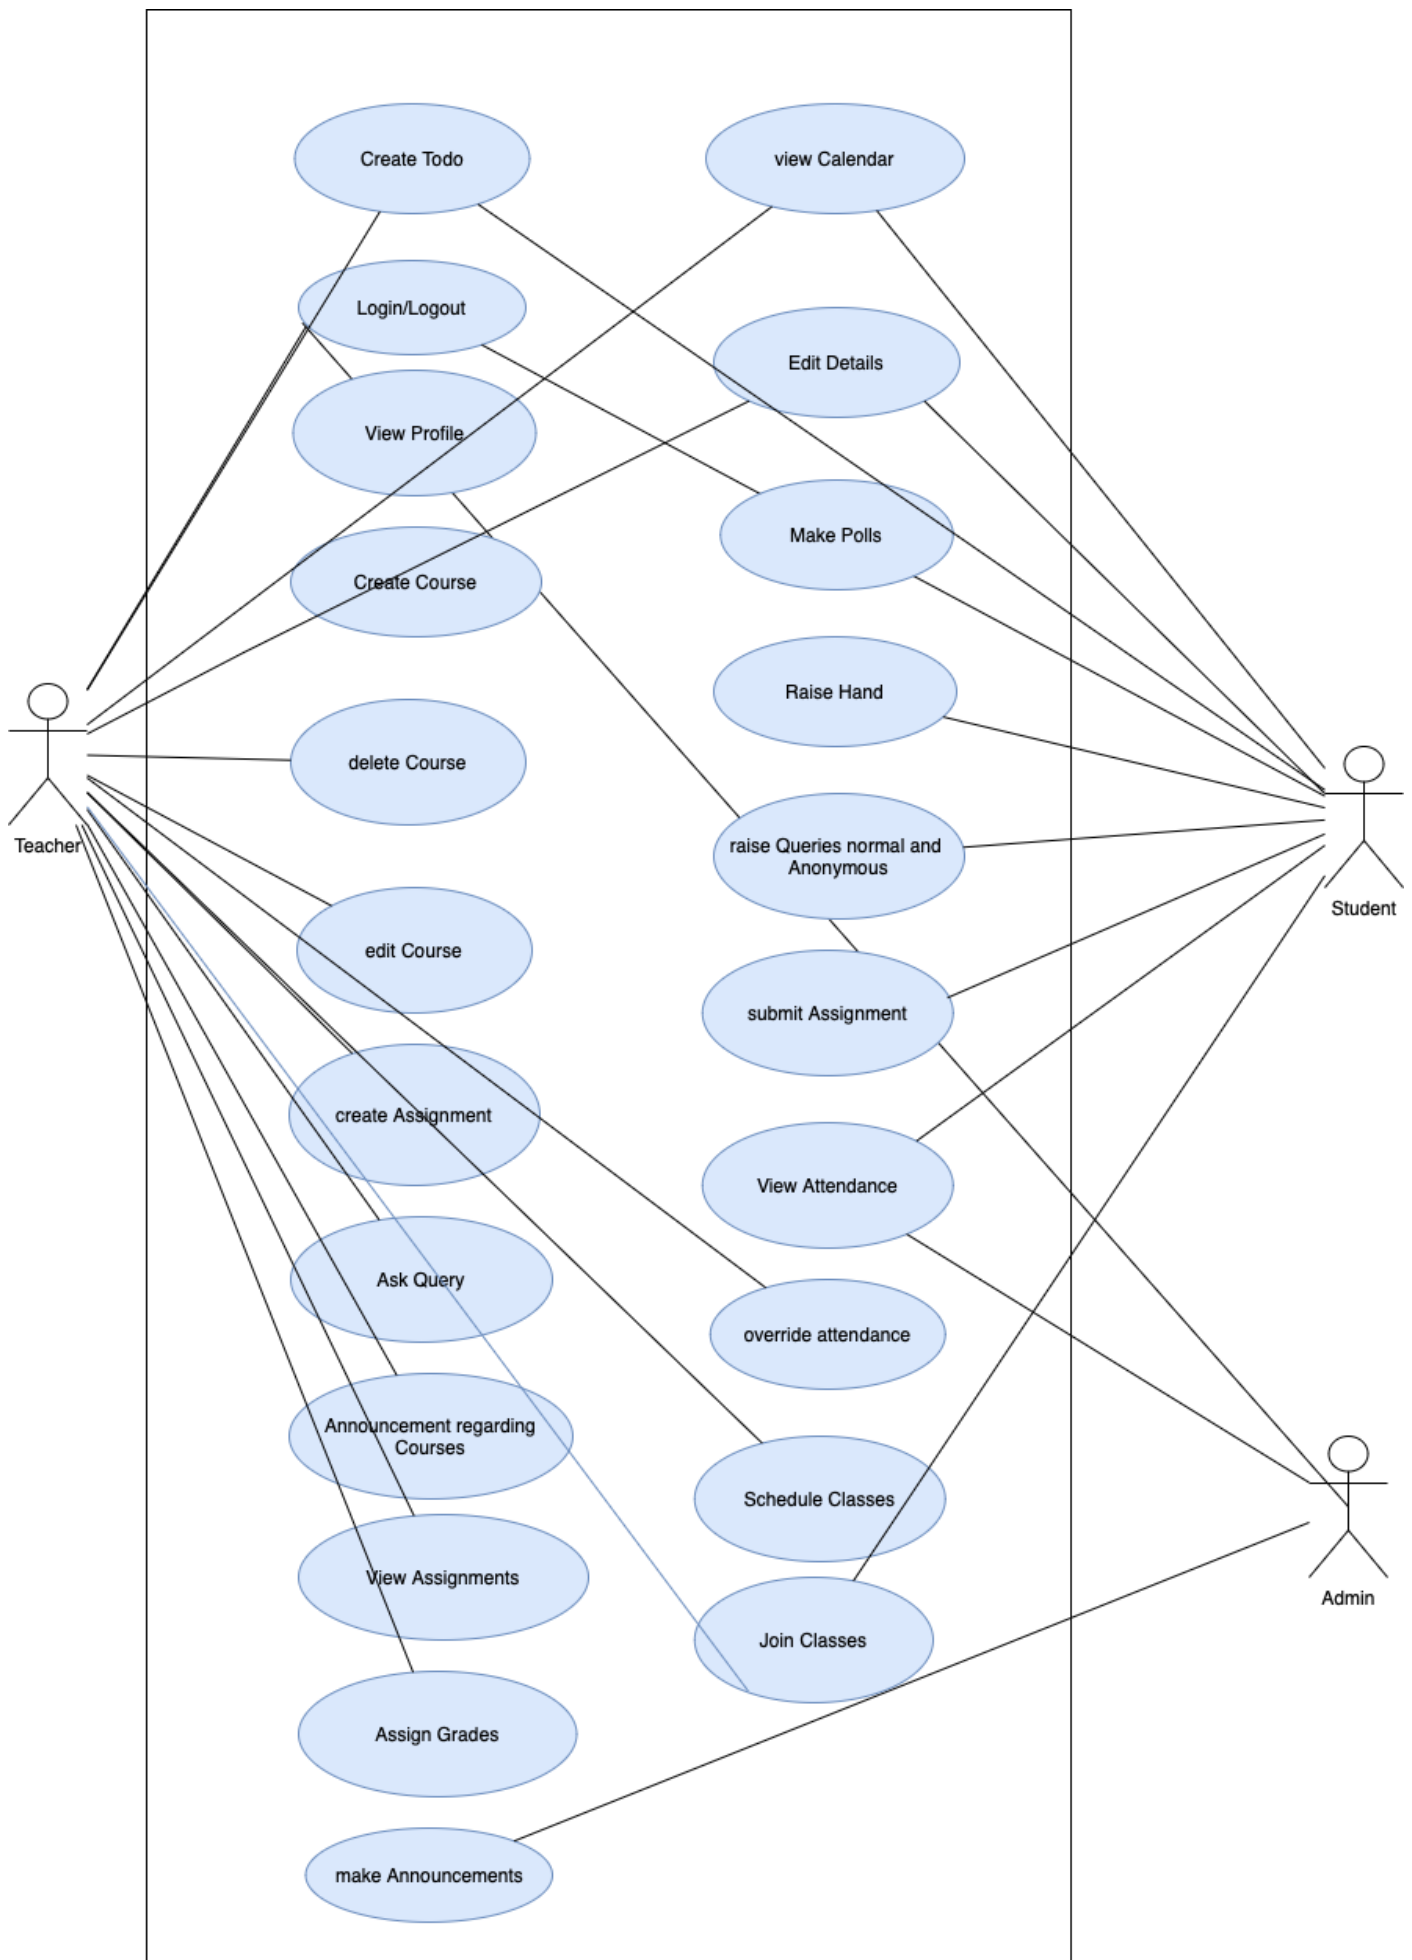 Create Todo
view Calendar
Login/Logout
Edit Details
View Profile
Make Polls
Create Course
Raise Hand
delete Course
Teacher
raise Queries normal and
Anonymous
Student
edit Course
submit Assignment
create Assignment
View Attendance
Ask Query
override attendance
Announcement regarding
Courses
Schedule Classes
View Assignments
Admin
Join Classes
Assign Grades
make Announcements